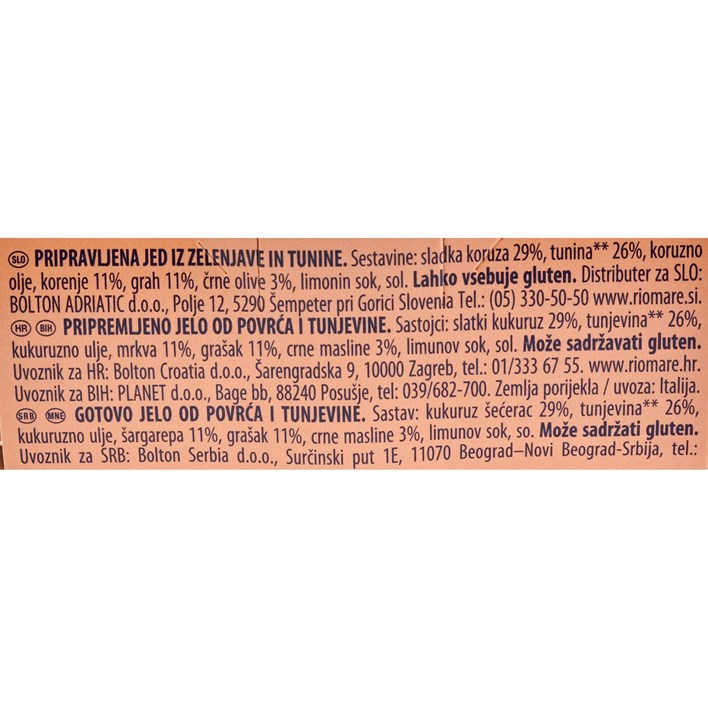 SLO PRIPRAVLJENA JED IZ ZELENJAVE IN TUNINE. Sestavine: sladka koruza 29%, tunina** 26%, koruzno
olje, korenje 11%, grah 11%, črne olive 3%, limonin sok, sol. Lahko vsebuje gluten. Distributer za SLO:
BOLTON ADRIATIC d.o.o., Polje 12, 5290 Šempeter pri Gorici Slovenia Tel.: (05) 330-50-50 www.riomare.si.
HR BIH PRIPREMLJENO JELO OD POVRĆA I TUNJEVINE. Sastojci: slatki kukuruz 29%, tunjevina** 26%,
kukuruzno ulje, mrkva 11%, grašak 11%, crne masline 3%, limunov sok, sol. Može sadržavati gluten.
Uvoznik za HR: Bolton Croatia d.o.o., Šarengradska 9, 10000 Zagreb, tel.: 01/333 67 55. www.riomare.hr.
Uvoznik za BIH: PLANET d.o.o., Bage bb, 88240 Posušje, tel: 039/682-700. Zemlja porijekla / uvoza: Italija.
SRB MNE GOTOVO JELO OD POVRĆA I TUNJEVINE. Sastav: kukuruz šećerac 29%, tunjevina** 26%,
kukuruzno ulje, šargarepa 11%, grašak 11%, crne masline 3%, limunov sok, so. Može sadržati gluten.
Uvoznik za SRB: Bolton Serbia d.o.o., Surčinski put 1E, 11070 Beograd–Novi Beograd-Srbija, tel.: